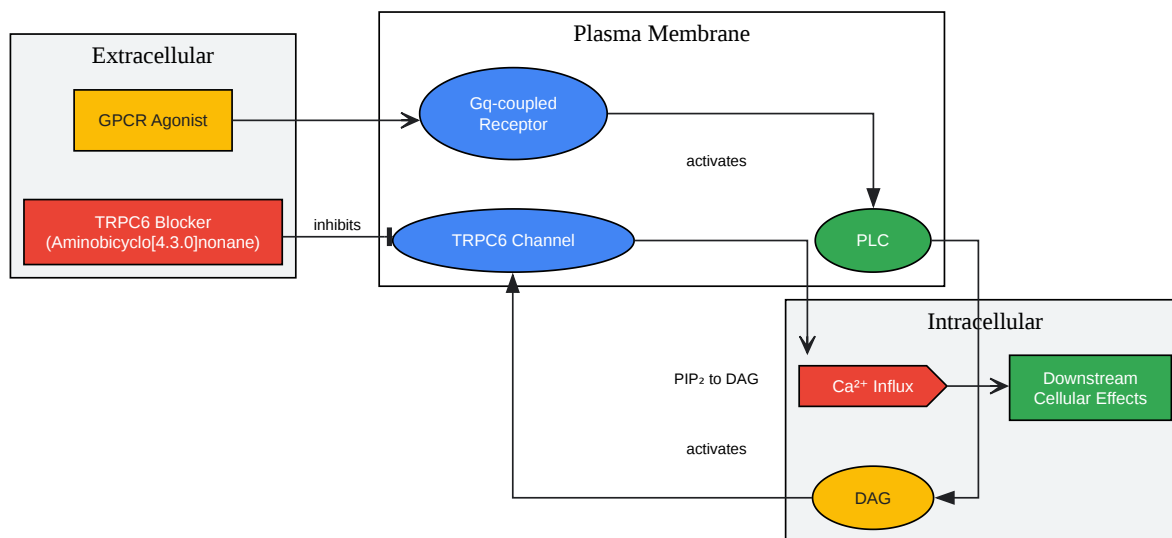 Extracellular
GPCR Agonist
TRPC6 Blocker
(Aminobicyclo[4.3.0]nonane)
inhibits
Plasma Membrane
Gq-coupled
Receptor
activates
TRPC6 Channel
PLC
Intracellular
PIP₂ to DAG
Ca²⁺ Influx
Downstream
Cellular Effects
activates
DAG